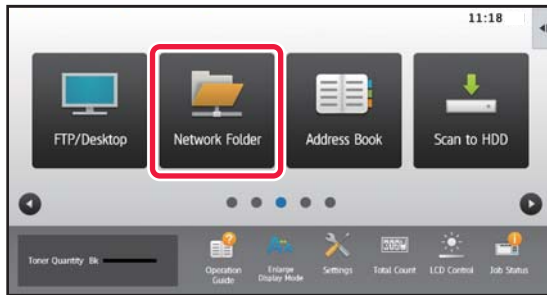 11:18
FTP/Desktop Network Folder Address Book Scan to HDD
Toner Quantity Bk
Operation Guide
Enlarge Display Mode
Settings
Total Count
LCD Control
Job Status